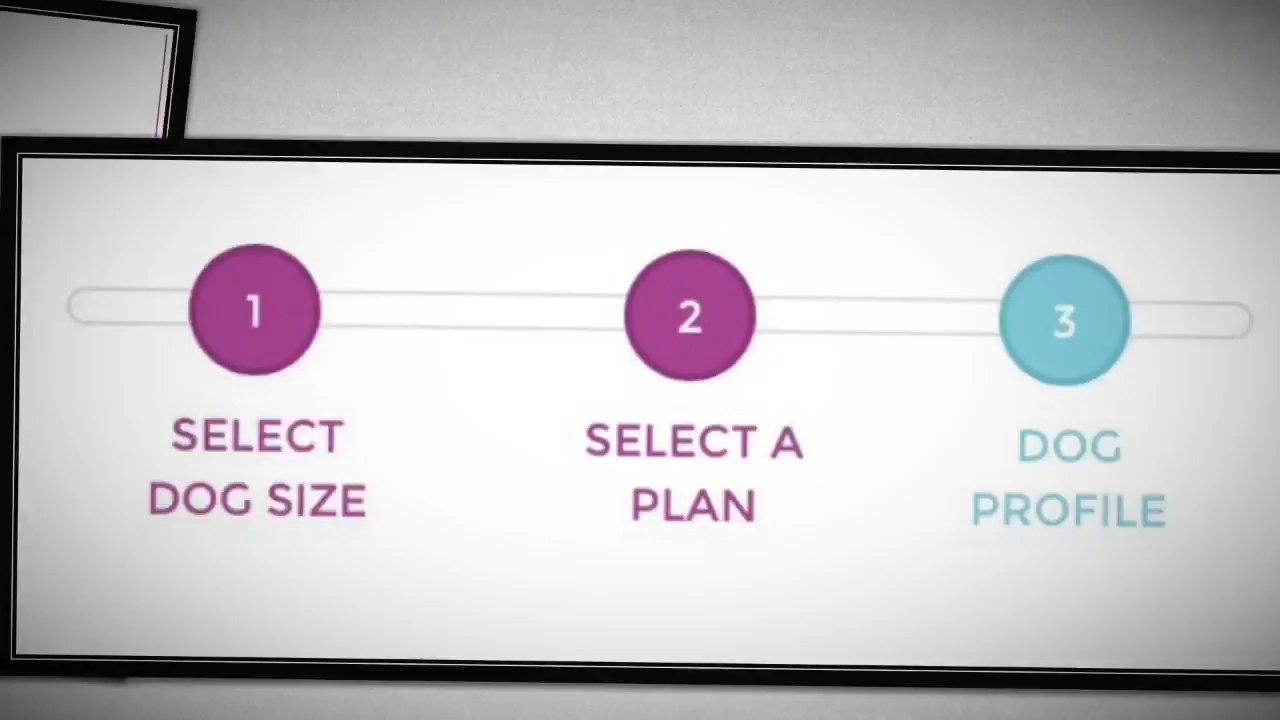 1
SELECT
DOG SIZE
2
SELECT A
PLAN
3
DOG
PROFILE